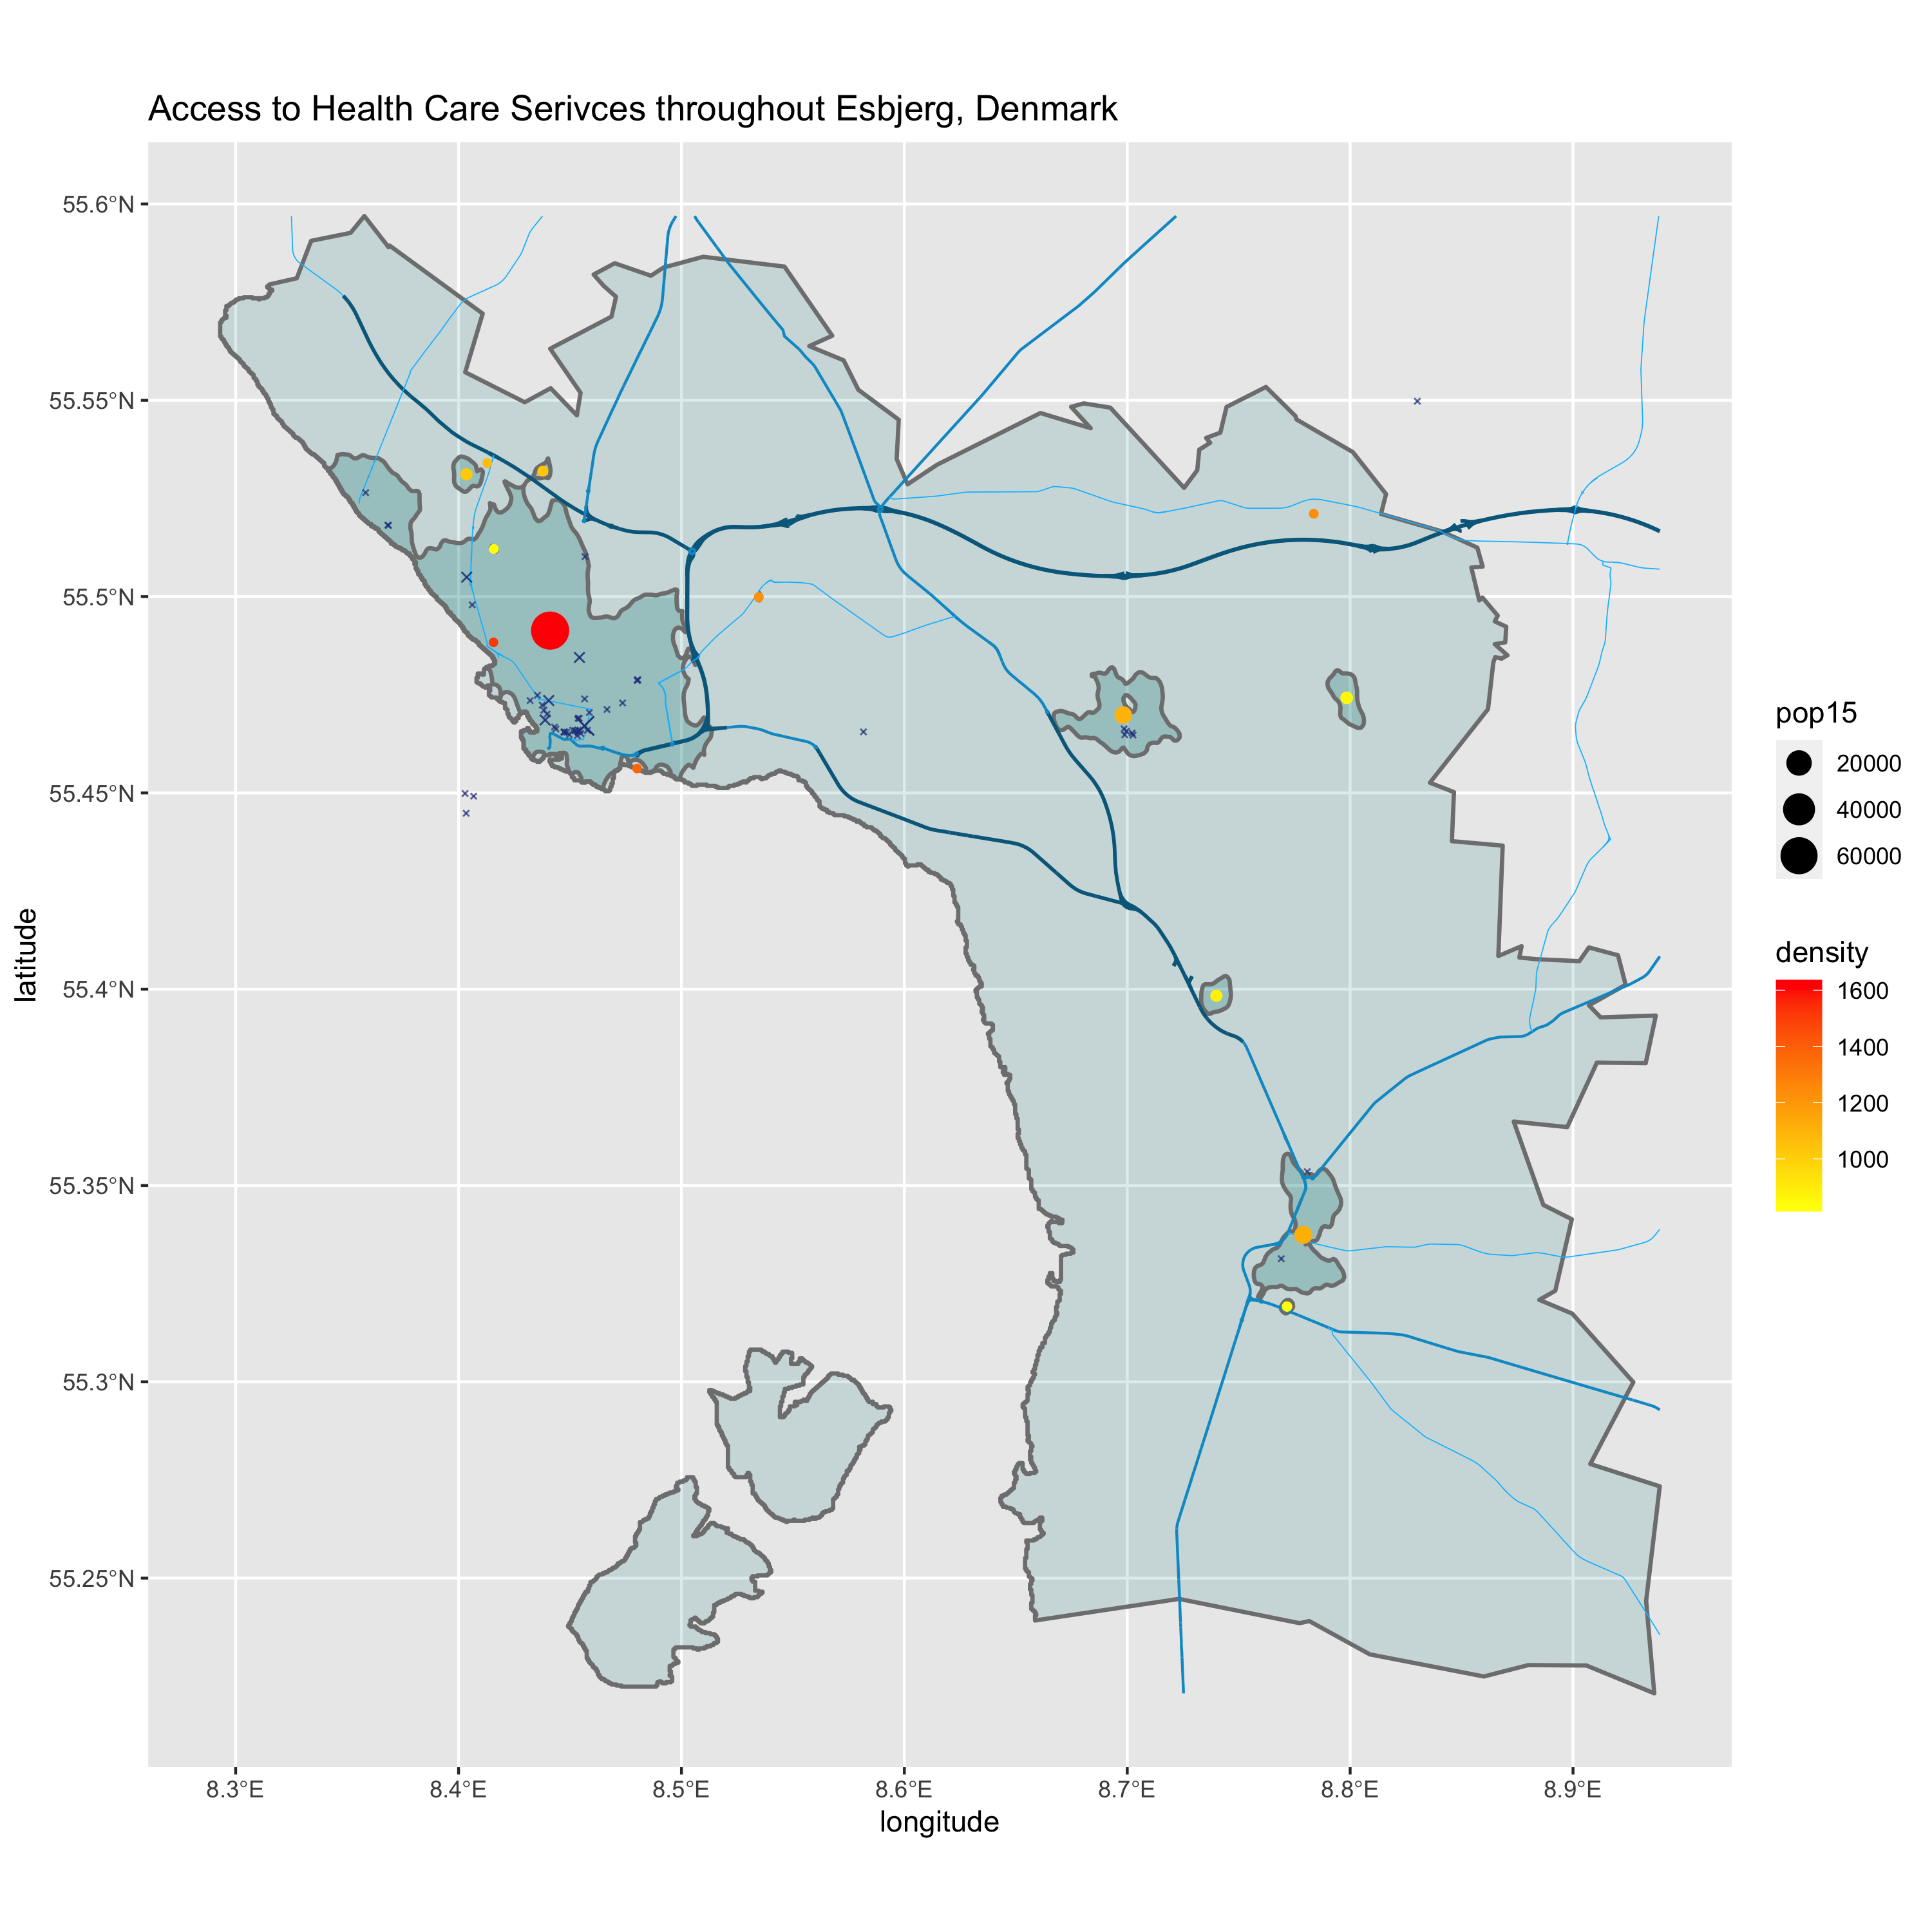 Access to Health Care Serivces throughout Esbjerg, Denmark
55.6°N
55.55°N
55.5°N
55.45°N
55.4°N
55.35°N
55.3°N
55.25°N
latitude
8.3°E
8.4°E
8.5°E
8.6°E
8.7°E
8.8°E
8.9°E
longitude
pop15
20000
40000
60000
density
1600
1400
1200
1000